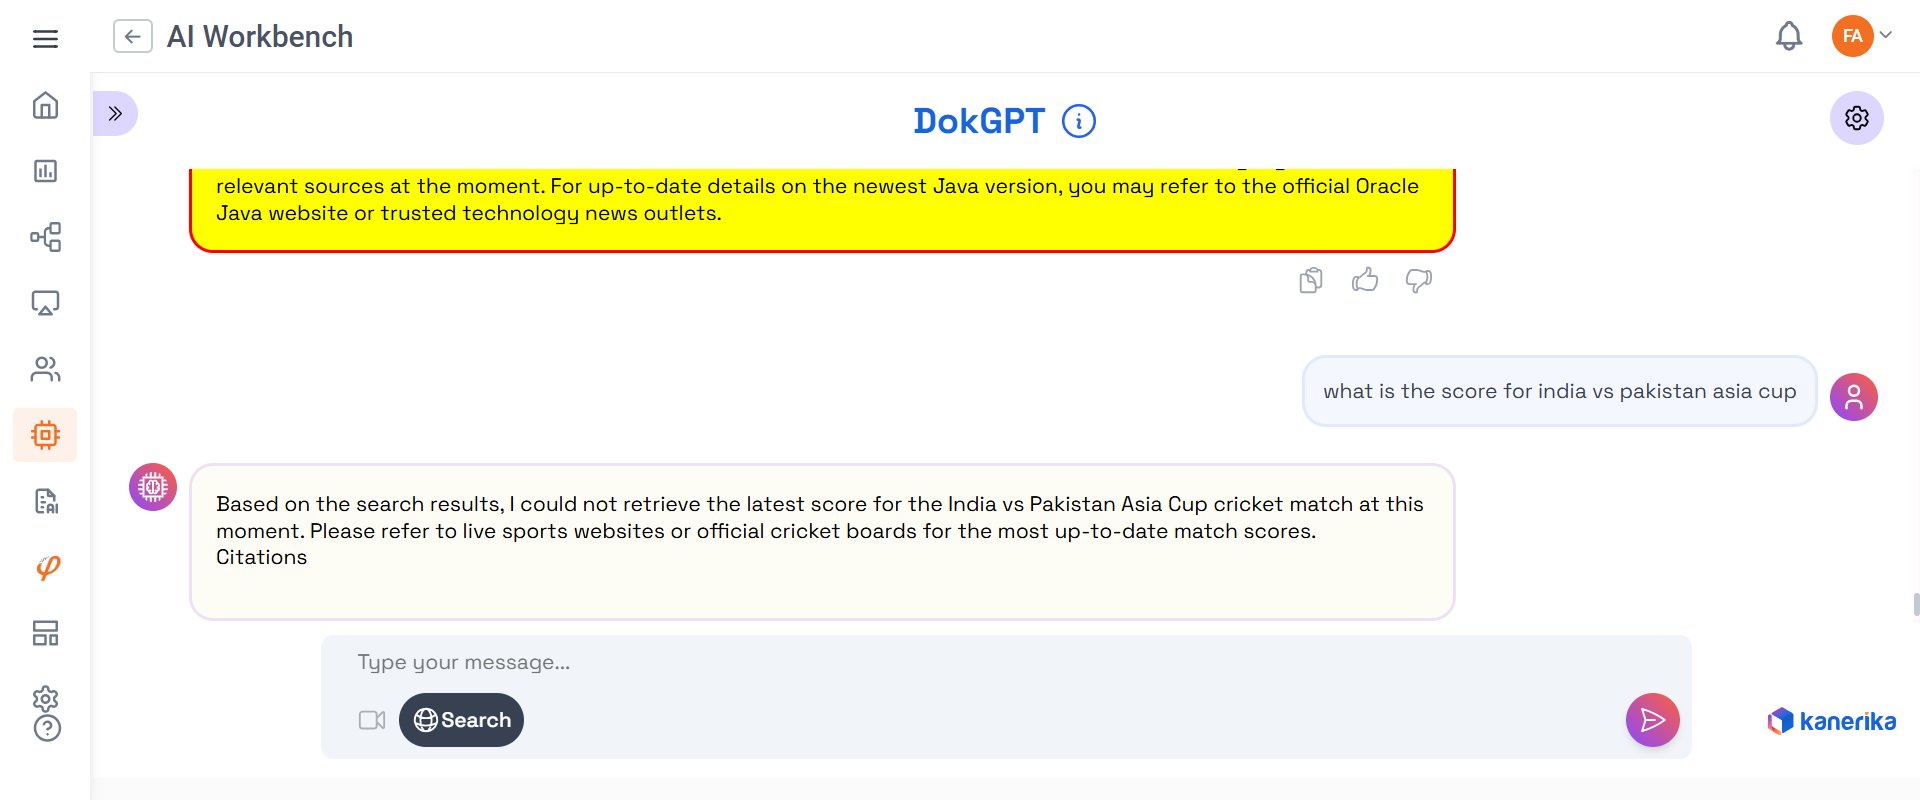 AI Workbench
FA
DokGPT
relevant sources at the moment. For up-to-date details on the newest Java version, you may refer to the official Oracle
Java website or trusted technology news outlets.
what is the score for india vs pakistan asia cup
Based on the search results, I could not retrieve the latest score for the India vs Pakistan Asia Cup cricket match at this
moment. Please refer to live sports websites or official cricket boards for the most up-to-date match scores.
Citations
Type your message...
Search
kanerika